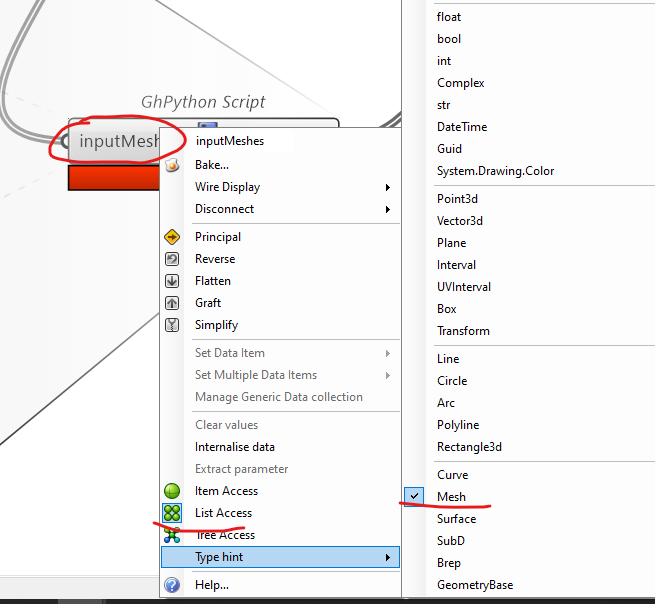 GhPython Script
inputMesh
inputMeshes
Bake...
Wire Display
Disconnect
Principal
Reverse
Flatten
Graft
Simplify
Set Data Item
Set Multiple Data Items
Manage Generic Data collection
Clear values
Internalise data
Extract parameter
Item Access
List Access
Tree Access
Type hint
Help...
float
bool
int
Complex
str
DateTime
Guid
System.Drawing.Color
Point3d
Vector3d
Plane
Interval
UVInterval
Box
Transform
Line
Circle
Arc
Polyline
Rectangle3d
Curve
Mesh
Surface
SubD
Brep
GeometryBase